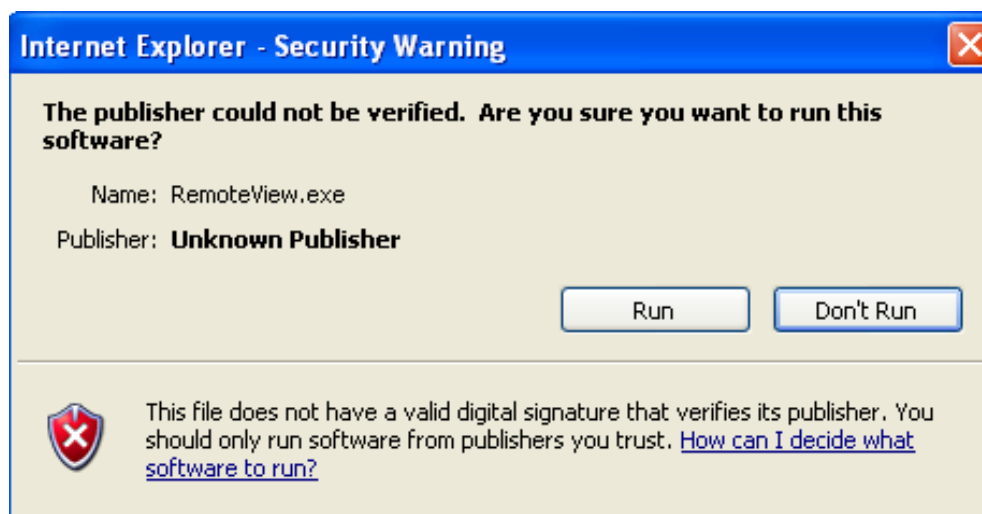 Internet Explorer - Security Warning
The publisher could not be verified.  Are you sure you want to run this
software?
Name: RemoteView.exe
Publisher: Unknown Publisher
Run Don't Run
This file does not have a valid digital signature that verifies its publisher. You
should only run software from publishers you trust. How can I decide what
software to run?